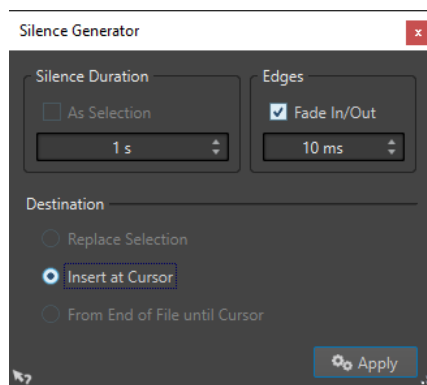 Silence Generator
x
Silence Duration
Edges
As Selection
Fade In/Out
1 s
10 ms
Destination
Replace Selection
Insert at Cursor
From End of File until Cursor
Apply
?